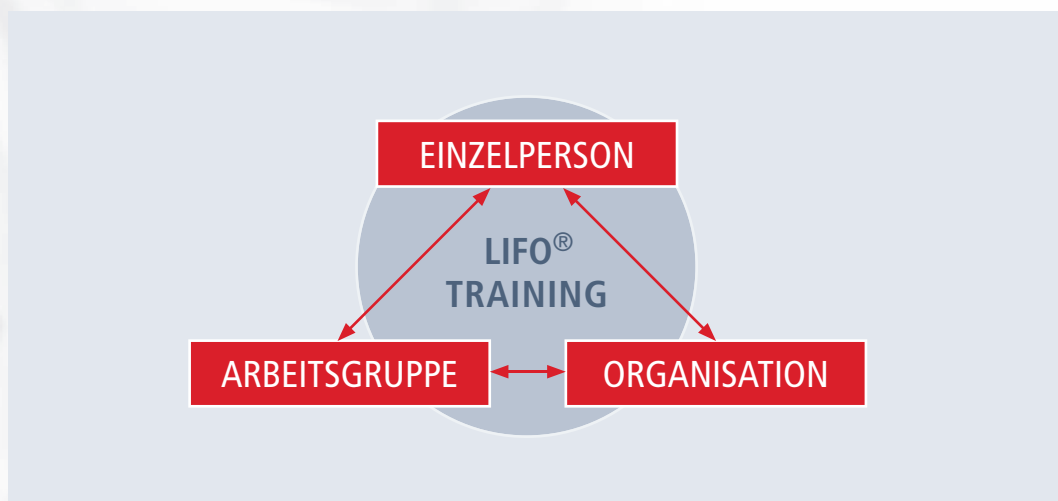 EINZELPERSON
LIFO®
TRAINING
ARBEITSGRUPPE
ORGANISATION